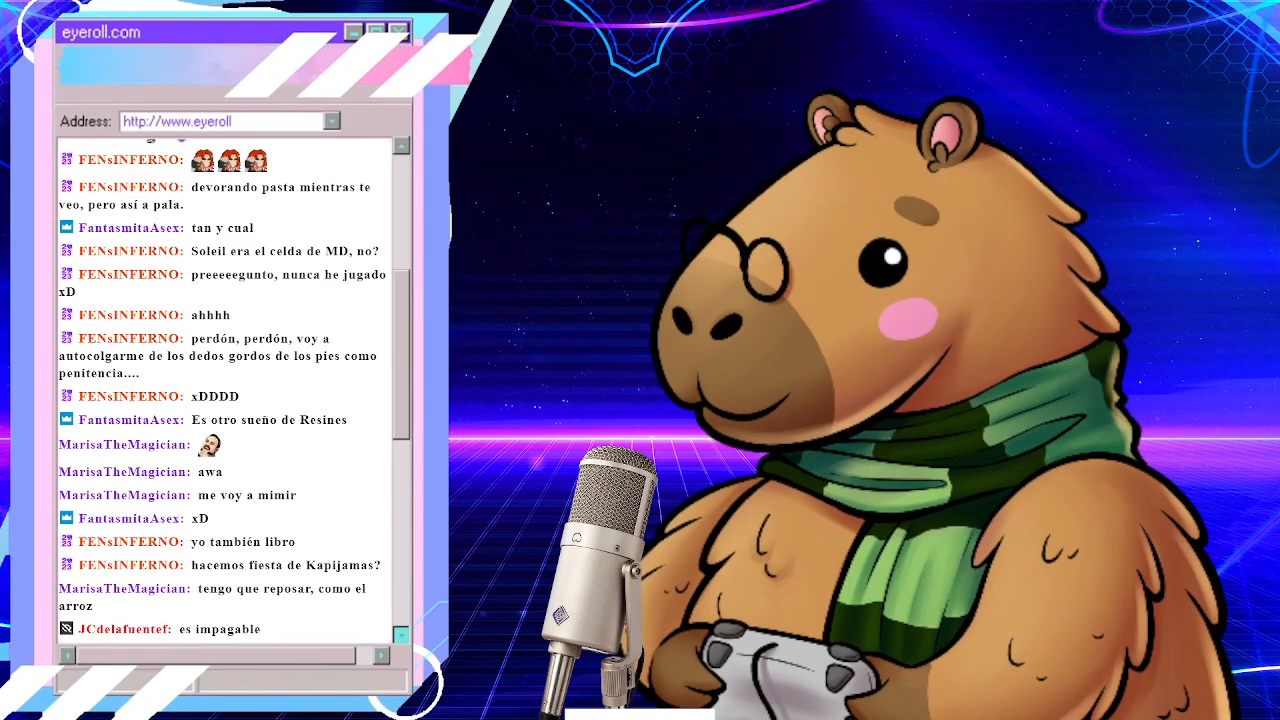 eyeroll.com
Address: http://www.eyeroll
FENsINFERNO:
FENsINFERNO: devorando pasta mientras te
veo, pero así a pala.
FantasmitaAsex: tan y cual
FENsINFERNO: Soleil era el celda de MD, no?
FENsINFERNO: preeeeegunto, nunca he jugado
xD
FENsINFERNO: ahhhh
FENsINFERNO: perdón, perdón, voy a
autocolgarme de los dedos gordos de los pies como
penitencia....
FENsINFERNO: xDDDD
FantasmitaAsex: Es otro sueño de Resines
MarisaTheMagician:
MarisaTheMagician: awa
MarisaTheMagician: me voy a mimir
FantasmitaAsex: xD
FENsINFERNO: yo también libro
FENsINFERNO: hacemos fiesta de Kapijamas?
MarisaTheMagician: tengo que reposar, como el
arroz
JCdelafuentef: es impagable